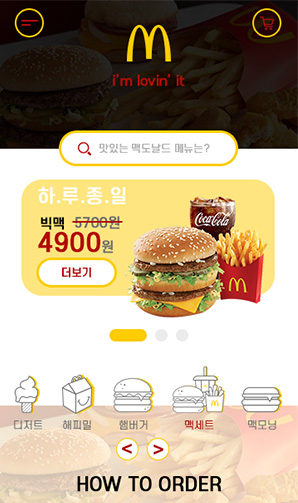 i'm lovin' it
맛있는 맥도날드 메뉴는?
하.루.종.일
빅맥 5700원
4900원
더보기
Coca-Cola
디저트 해피밀 햄버거 맥세트 맥모닝
< >
HOW TO ORDER